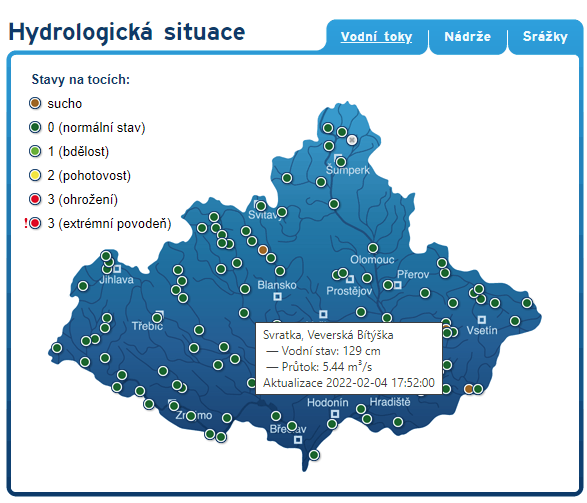 Hydrologická situace
Vodní toky
Nádrže
Srážky
Stavy na tocích:
sucho
0 (normální stav)
1 (bdělost)
2 (pohotovost)
3 (ohrožení)
! 3 (extrémní povodeň)
Šumperk
Svitavy
Olomouc
Jihlava
Přerov
Blansko
Prostějov
Třebíč
Vsetín
Svratka, Veverská Bítýška
— Vodní stav: 129 cm
— Průtok: 5.44 m³/s
Aktualizace 2022-02-04 17:52:00
Hodonín
Hradiště
Znojmo
Břeclav